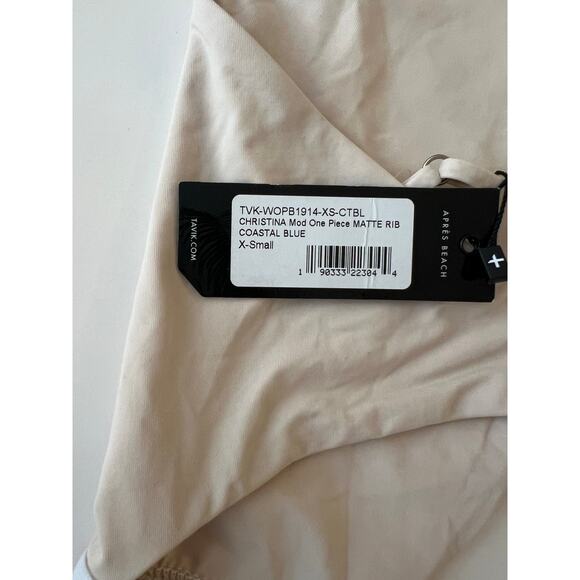 TVK-WOPB1914-XS-CTBL
CHRISTINA Mod One Piece MATTE RIB
COASTAL BLUE
X-Small
1 90333 22304 4
TAVIK.COM
APRÈS BEACH